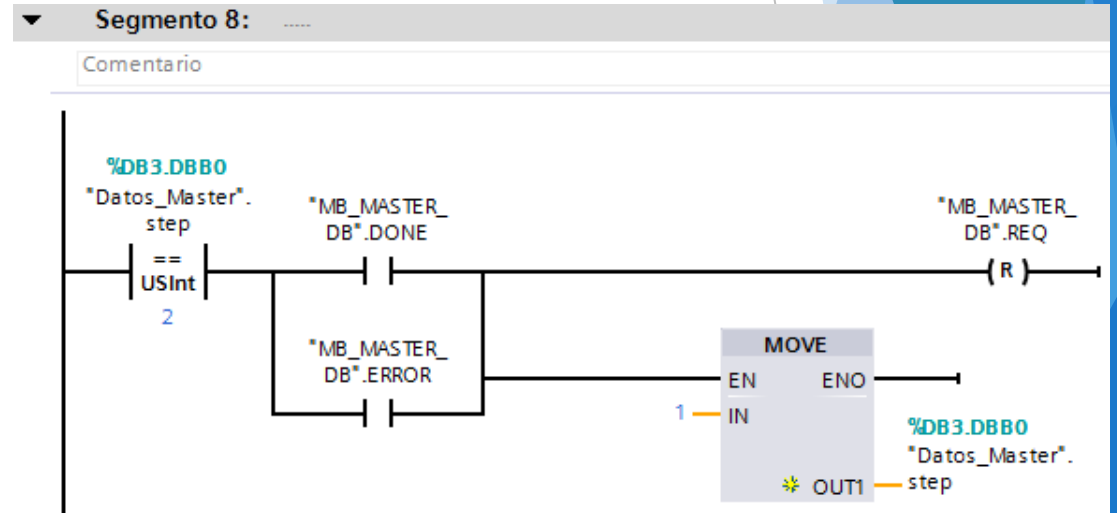 Segmento 8: .....
Comentario
%DB3.DBB0
"Datos_Master".
step
==
USInt
2
"MB_MASTER_
DB".DONE
"MB_MASTER_
DB".REQ
R
"MB_MASTER_
DB".ERROR
MOVE
EN ENO
1 IN
OUT1
%DB3.DBB0
"Datos_Master".
step